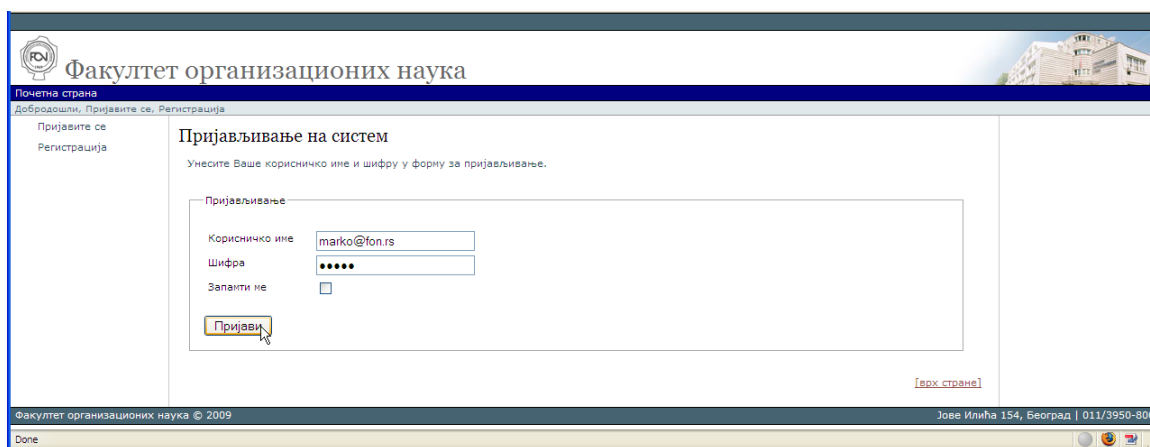 Факултет организационих наука
Почетна страна
Добродошли, Пријавите се, Регистрација
Пријавите се
Регистрација
Пријављивање на систем
Унесите Ваше корисничко име и шифру у форму за пријављивање.
Пријављивање
Корисничко име
marko@fon.rs
Шифра
•••••
Запамти ме
Пријави
[врх стране]
Факултет организационих наука © 2009
Јове Илића 154, Београд | 011/3950-80
Done